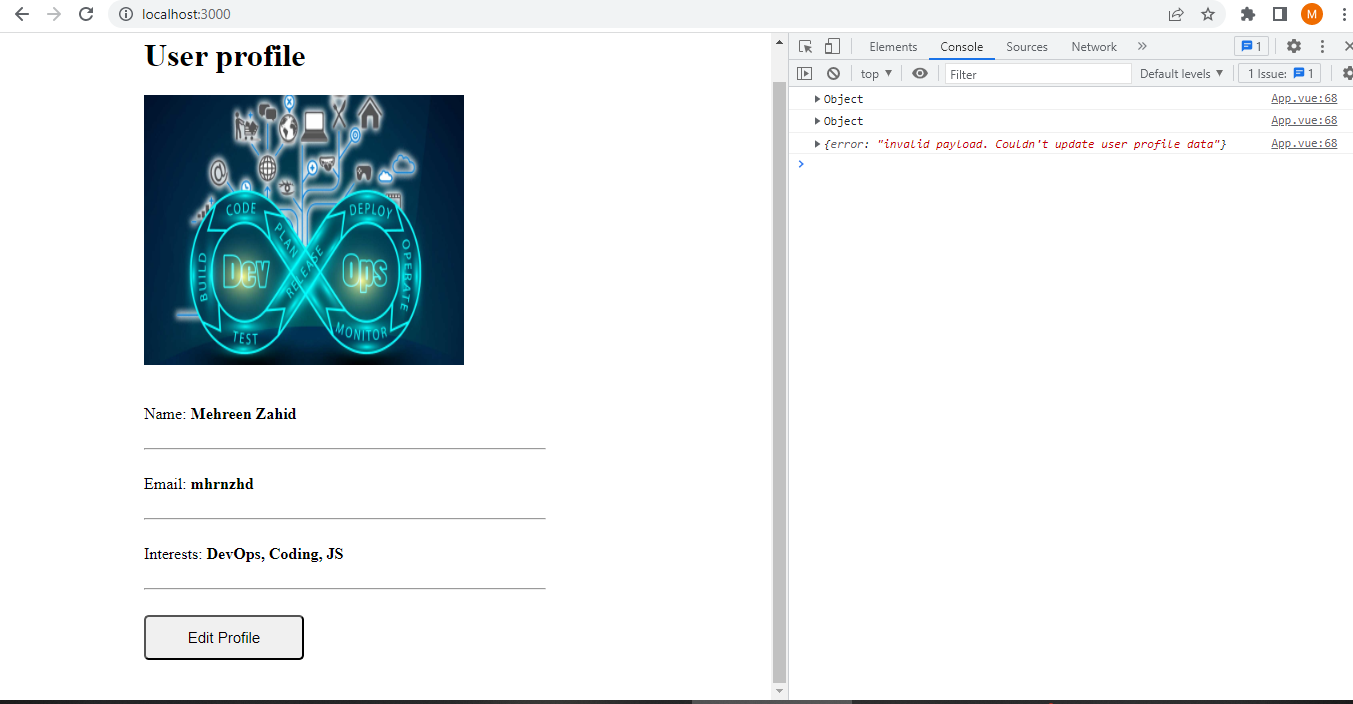 localhost:3000
M
User profile
CODE
DEPLOY
PLAN
RELEASE
BUILD
OPERATE
Dev
Ops
TEST
MONITOR
Name: Mehreen Zahid
Email: mhrnzhd
Interests: DevOps, Coding, JS
Edit Profile
Elements Console Sources Network » 1
top ▼ Filter Default levels ▼ 1 Issue: 1
Object App.vue:68
Object App.vue:68
{error: "invalid payload. Couldn't update user profile data"} App.vue:68